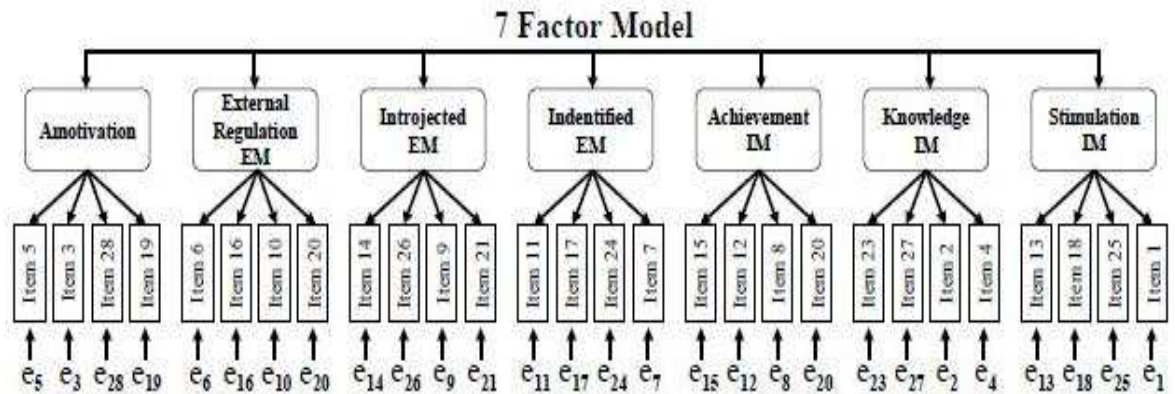 7 Factor Model
Amotivation
External
Regulation
EM
Introjected
EM
Indentified
EM
Achievement
IM
Knowledge
IM
Stimulation
IM
Item 5
Item 3
Item 28
Item 19
Item 6
Item 16
Item 10
Item 20
Item 14
Item 26
Item 9
Item 21
Item 11
Item 17
Item 24
Item 7
Item 15
Item 12
Item 8
Item 20
Item 23
Item 27
Item 2
Item 4
Item 13
Item 18
Item 25
Item 1
e5 e3 e28 e19 e6 e16 e10 e20 e14 e26 e9 e21 e11 e17 e24 e7 e15 e12 e8 e20 e23 e27 e2 e4 e13 e18 e25 e1